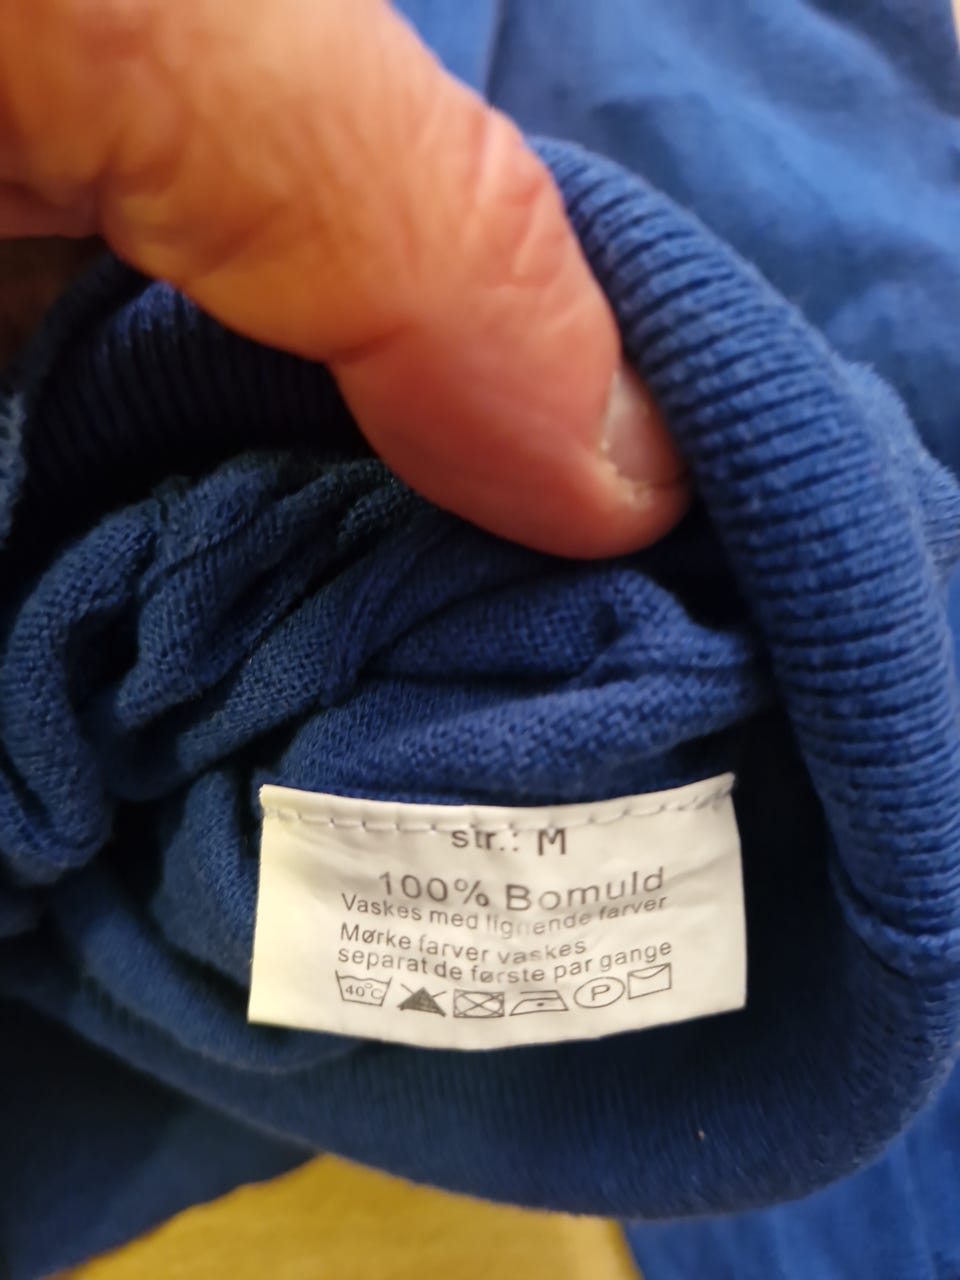 str.: M
100% Bomuld
Vaskes med lignende farver
Mørke farver vaskes
separat de første par gange
40°C P